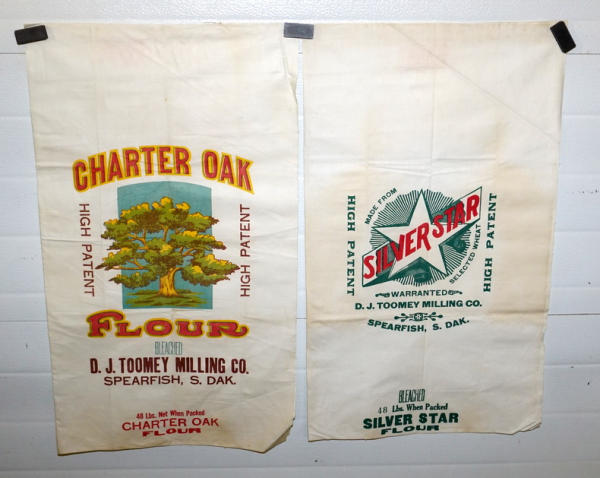 CHARTER OAK
HIGH PATENT
HIGH PATENT
FLOUR
BLEACHED
D. J. TOOMEY MILLING CO.
SPEARFISH, S. DAK.
48 Lbs. Net When Packed
CHARTER OAK
FLOUR
HIGH PATENT
MADE FROM
SILVER STAR
SELECTED WHEAT
HIGH PATENT
WARRANTED
D. J. TOOMEY MILLING CO.
SPEARFISH, S. DAK.
BLEACHED
48 Lbs. When Packed
SILVER STAR
FLOUR